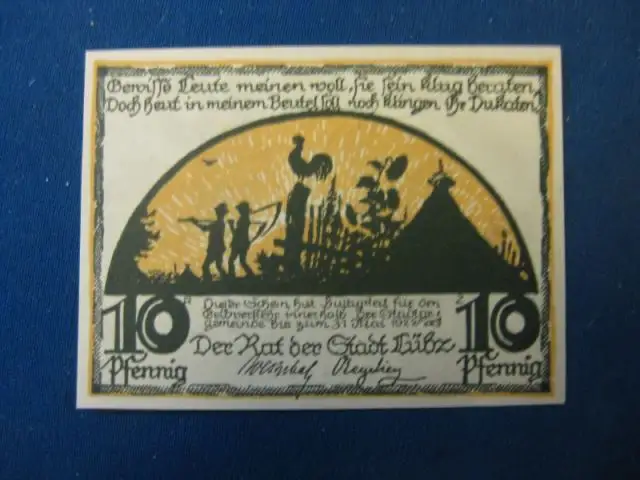 Gewisse Leute meinen woll, sie sein klug beraten,
Doch heut in meinem Beutel soll noch klingen Ihr Dukaten.
10 Pfennig
Dieser Schein hat Gültigkeit für den
Geldverkehr innerhalb der Stadt
gemeinde bis zum 31 Mai 1922
Der Rat der Stadt Lübz
10 Pfennig